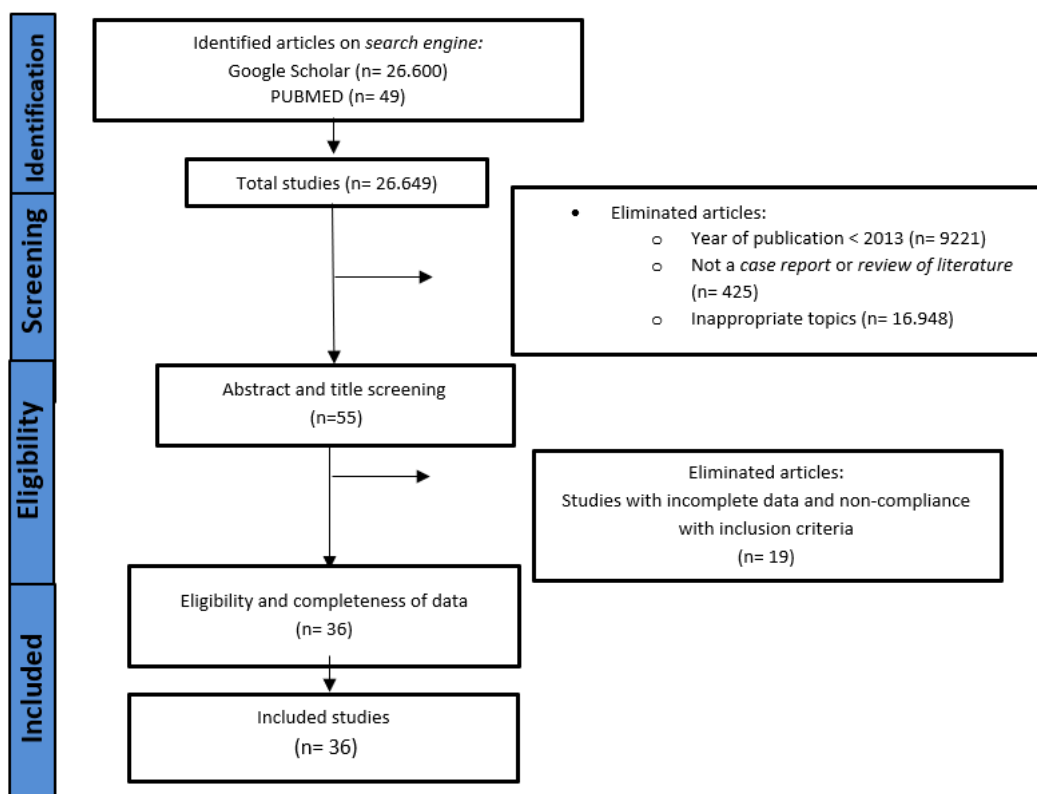 Identification
Identified articles on search engine:
Google Scholar (n= 26.600)
PUBMED (n= 49)
Total studies (n= 26.649)
Screening
• Eliminated articles:
o Year of publication < 2013 (n= 9221)
o Not a case report or review of literature
(n= 425)
o Inappropriate topics (n= 16.948)
Eligibility
Abstract and title screening
(n=55)
Eliminated articles:
Studies with incomplete data and non-compliance
with inclusion criteria
(n= 19)
Included
Eligibility and completeness of data
(n= 36)
Included studies
(n= 36)